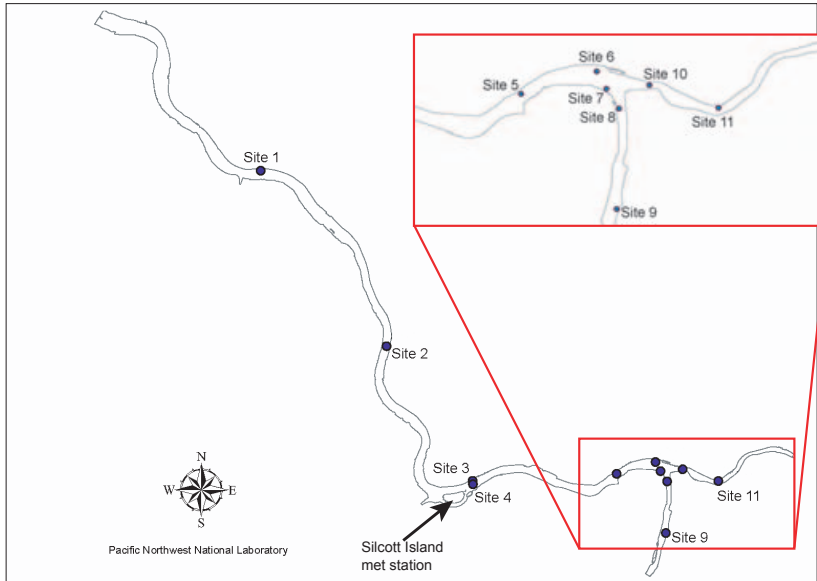 Site 6
Site 5
Site 10
Site 7
Site 8
Site 11
Site 9
Site 1
Site 2
Site 3
Site 4
Site 11
Site 9
N
W
E
S
Silcott Island
met station
Pacific Northwest National Laboratory